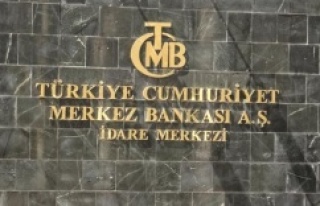 TCMB
TÜRKİYE CUMHURİYET
MERKEZ BANKASI A.Ş.
İDARE MERKEZİ